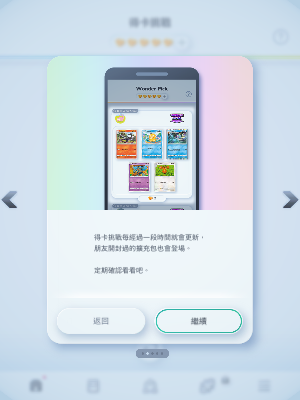 得卡挑戰
Wonder Pick
得卡挑戰每經過一段時間就會更新，
朋友開封過的擴充包也會登場。
定期確認看看吧。
返回
繼續